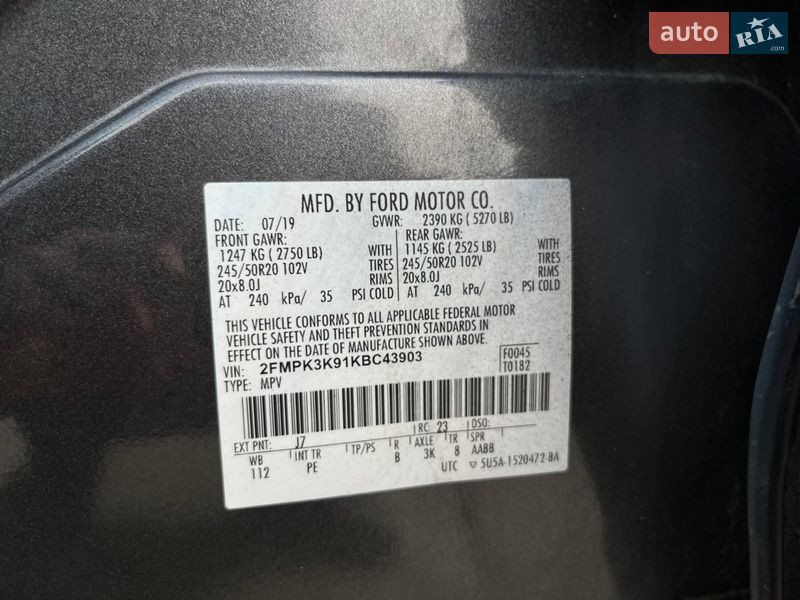 auto RIA .com
MFD. BY FORD MOTOR CO.
DATE: 07/19 GVWR: 2390 KG ( 5270 LB)
FRONT GAWR: REAR GAWR:
1247 KG ( 2750 LB) WITH 1145 KG ( 2525 LB) WITH
245/50R20 102V TIRES 245/50R20 102V TIRES
20x8.0J RIMS 20x8.0J RIMS
AT 240 kPa/ 35 PSI COLD AT 240 kPa/ 35 PSI COLD
THIS VEHICLE CONFORMS TO ALL APPLICABLE FEDERAL MOTOR
VEHICLE SAFETY AND THEFT PREVENTION STANDARDS IN
EFFECT ON THE DATE OF MANUFACTURE SHOWN ABOVE.
VIN: 2FMPK3K91KBC43903 F0045
TYPE: MPV T0182
EXT PNT: J7 RC: 23 DSO:
WB INT TR TP/PS R AXLE TR SPR
112 PE B 3K 8 AABB
UTC ▽ 5U5A-1520472-BA